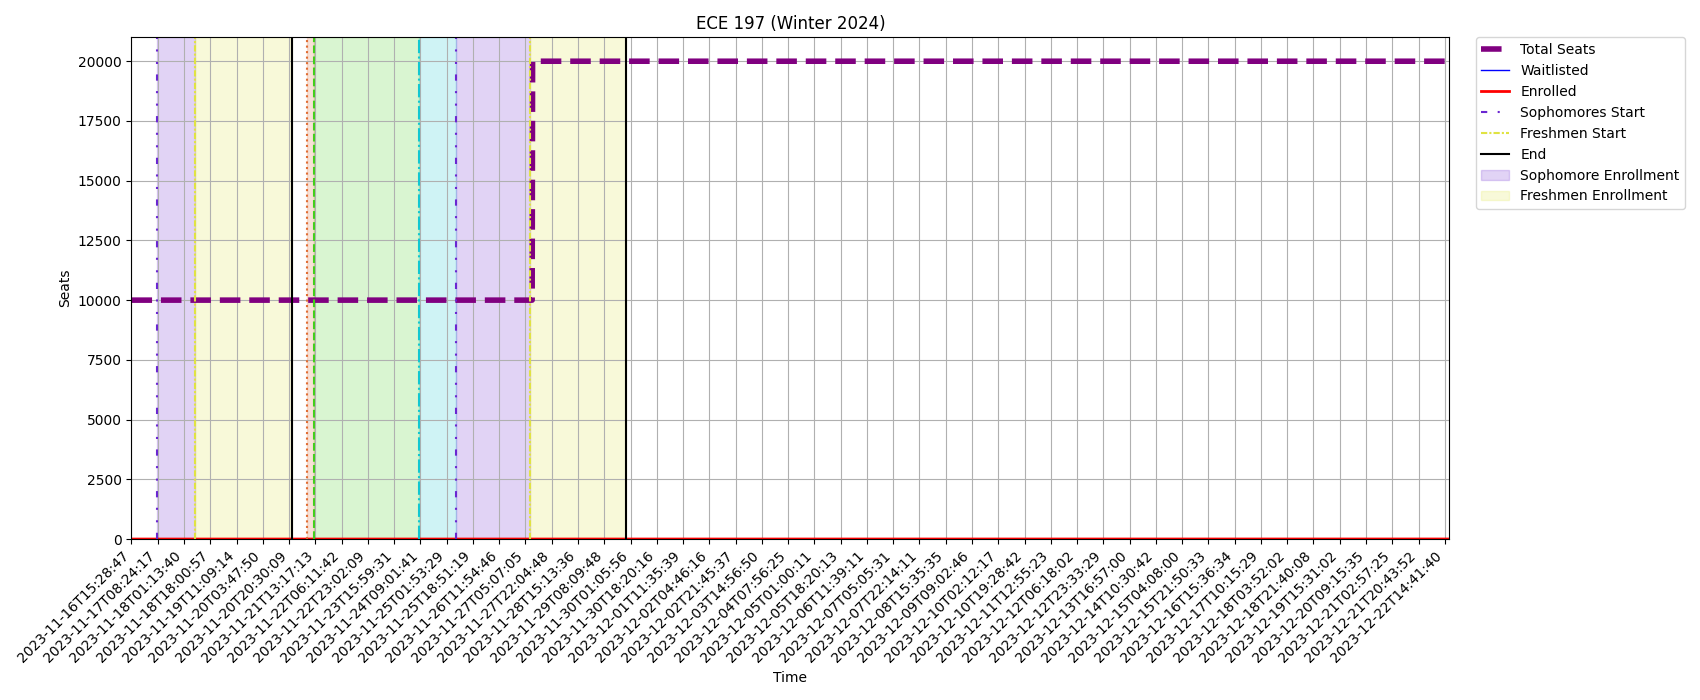 ECE 197 (Winter 2024)
20000
17500
15000
12500
10000
7500
5000
2500
0
Seats
Total Seats
Waitlisted
Enrolled
Sophomores Start
Freshmen Start
End
Sophomore Enrollment
Freshmen Enrollment
2023-11-16T15:28:47
2023-11-17T08:24:17
2023-11-18T01:13:40
2023-11-18T18:00:57
2023-11-19T11:09:14
2023-11-20T03:47:50
2023-11-20T20:30:09
2023-11-21T13:17:13
2023-11-22T06:11:42
2023-11-22T23:02:09
2023-11-23T15:59:31
2023-11-24T09:01:41
2023-11-25T01:53:29
2023-11-25T18:51:19
2023-11-26T11:54:46
2023-11-27T05:07:05
2023-11-27T22:04:48
2023-11-28T15:13:36
2023-11-29T08:09:48
2023-11-30T01:05:56
2023-11-30T18:20:16
2023-12-01T11:35:39
2023-12-02T04:46:16
2023-12-02T21:45:37
2023-12-03T14:56:50
2023-12-04T07:56:25
2023-12-05T01:00:11
2023-12-05T18:20:13
2023-12-06T11:39:11
2023-12-07T05:05:31
2023-12-07T22:14:11
2023-12-08T15:35:35
2023-12-09T09:02:46
2023-12-10T02:12:17
2023-12-10T19:28:42
2023-12-11T12:55:23
2023-12-12T06:18:02
2023-12-12T23:33:29
2023-12-13T16:57:00
2023-12-14T10:30:42
2023-12-15T04:08:00
2023-12-15T21:50:33
2023-12-16T15:36:34
2023-12-17T10:15:29
2023-12-18T03:52:02
2023-12-18T21:40:08
2023-12-19T15:31:02
2023-12-20T09:15:35
2023-12-21T02:57:25
2023-12-21T20:43:52
2023-12-22T14:41:40
Time